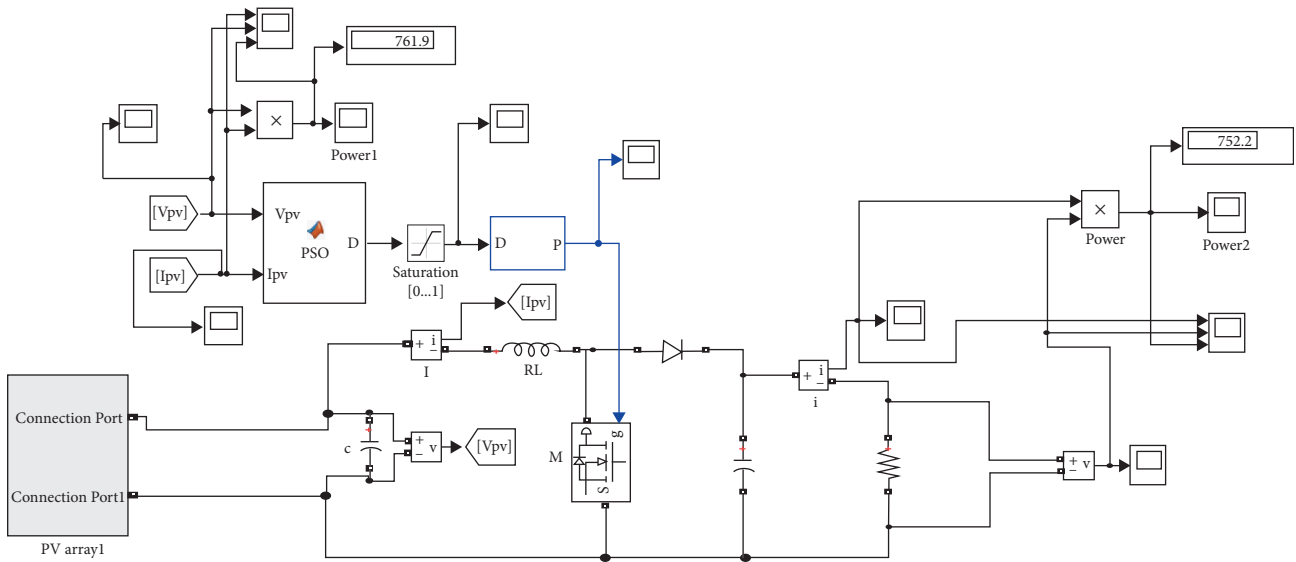 761.9
×
Power1
752.2
[Vpv]
Vpv
PSO
D
[Ipv]
Ipv
Saturation
[0...1]
D
P
×
Power
Power2
[Ipv]
+ i
−
I
RL
+ i
−
i
Connection Port
c
+
− v
[Vpv]
M
D
g
S
+
− v
Connection Port1
PV array1